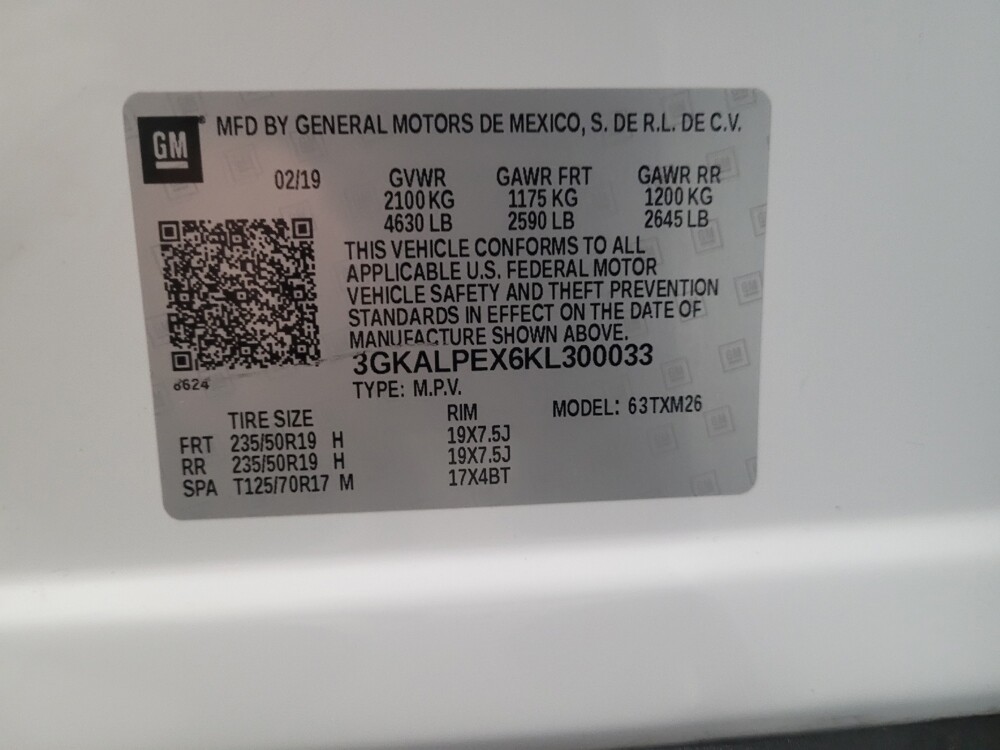 GM MFD BY GENERAL MOTORS DE MEXICO, S. DE R.L. DE C.V.
02/19 GVWR GAWR FRT GAWR RR
2100 KG 1175 KG 1200 KG
4630 LB 2590 LB 2645 LB
THIS VEHICLE CONFORMS TO ALL
APPLICABLE U.S. FEDERAL MOTOR
VEHICLE SAFETY AND THEFT PREVENTION
STANDARDS IN EFFECT ON THE DATE OF
MANUFACTURE SHOWN ABOVE.
3GKALPEX6KL300033
8624
TYPE: M.P.V.
TIRE SIZE RIM MODEL: 63TXM26
FRT 235/50R19 H 19X7.5J
RR 235/50R19 H 19X7.5J
SPA T125/70R17 M 17X4BT